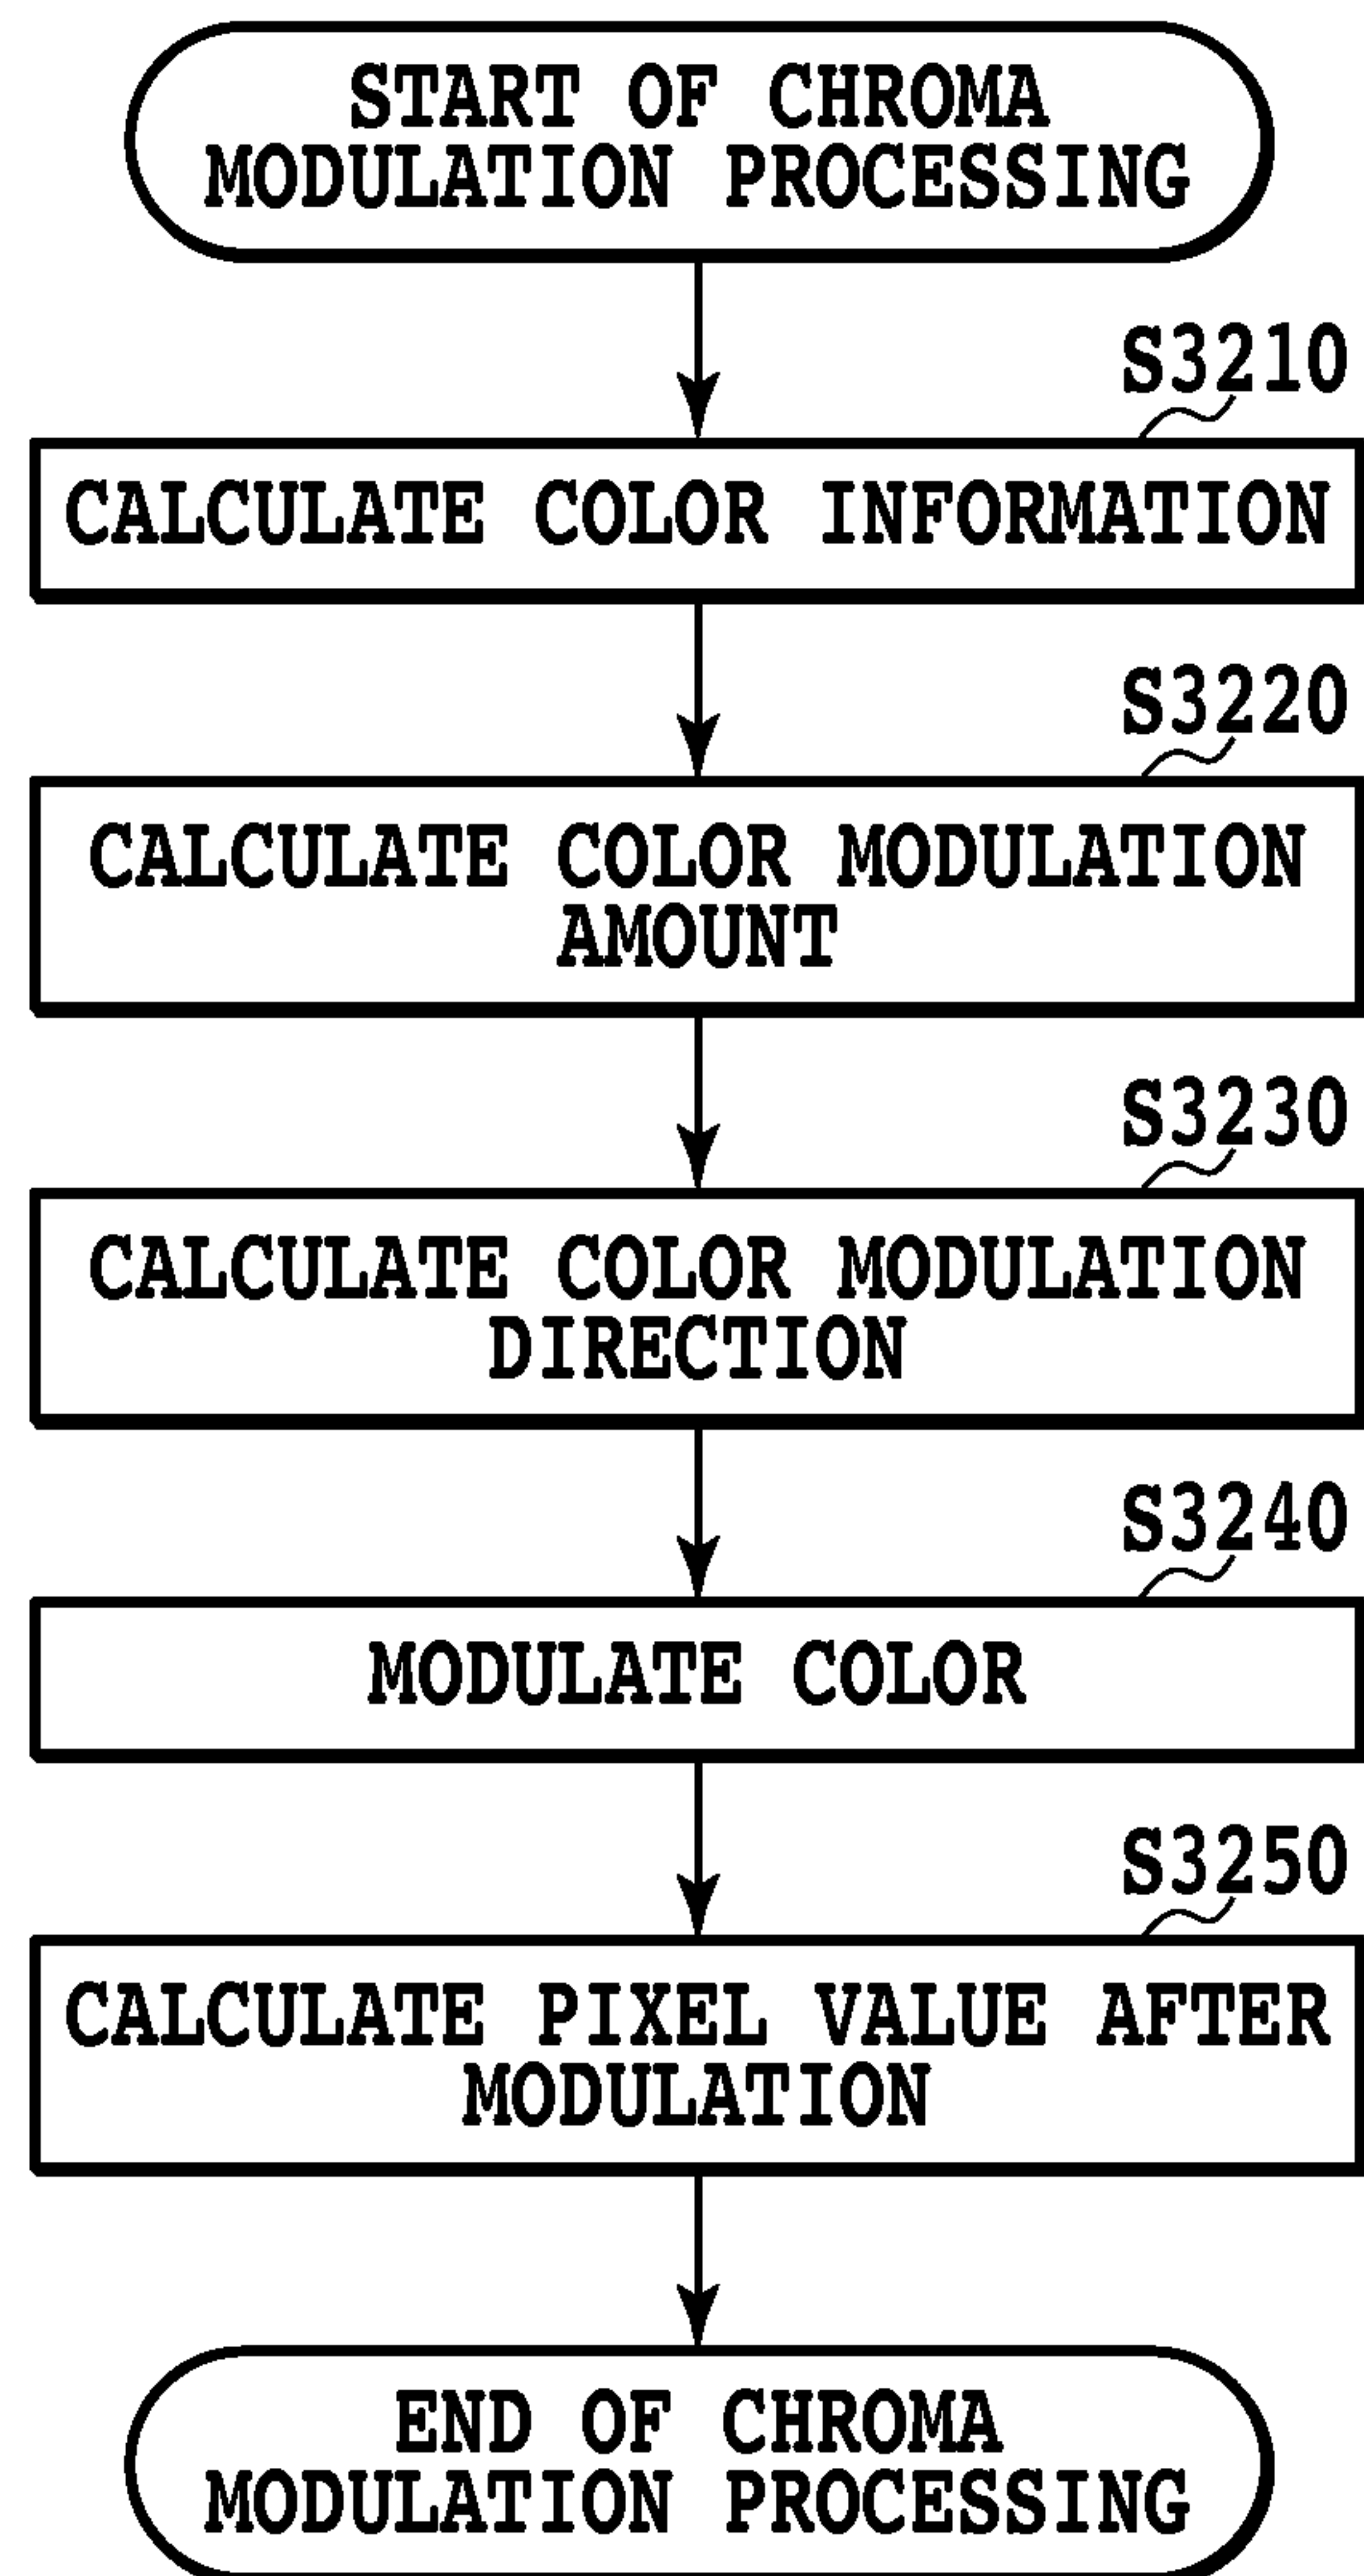 START OF CHROMA
MODULATION PROCESSING
S3210
CALCULATE COLOR INFORMATION
S3220
CALCULATE COLOR MODULATION
AMOUNT
S3230
CALCULATE COLOR MODULATION
DIRECTION
S3240
MODULATE COLOR
S3250
CALCULATE PIXEL VALUE AFTER
MODULATION
END OF CHROMA
MODULATION PROCESSING